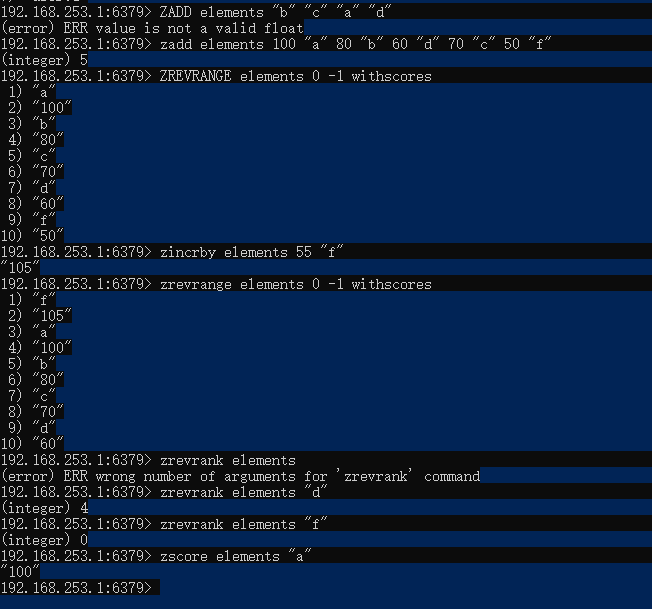 192.168.253.1:6379> ZADD elements "b" "c" "a" "d"
(error) ERR value is not a valid float
192.168.253.1:6379> zadd elements 100 "a" 80 "b" 60 "d" 70 "c" 50 "f"
(integer) 5
192.168.253.1:6379> ZREVRANGE elements 0 -1 withscores
1) "a"
2) "100"
3) "b"
4) "80"
5) "c"
6) "70"
7) "d"
8) "60"
9) "f"
10) "50"
192.168.253.1:6379> zincrby elements 55 "f"
"105"
192.168.253.1:6379> zrevrange elements 0 -1 withscores
1) "f"
2) "105"
3) "a"
4) "100"
5) "b"
6) "80"
7) "c"
8) "70"
9) "d"
10) "60"
192.168.253.1:6379> zrevrank elements
(error) ERR wrong number of arguments for 'zrevrank' command
192.168.253.1:6379> zrevrank elements "d"
(integer) 4
192.168.253.1:6379> zrevrank elements "f"
(integer) 0
192.168.253.1:6379> zscore elements "a"
"100"
192.168.253.1:6379>